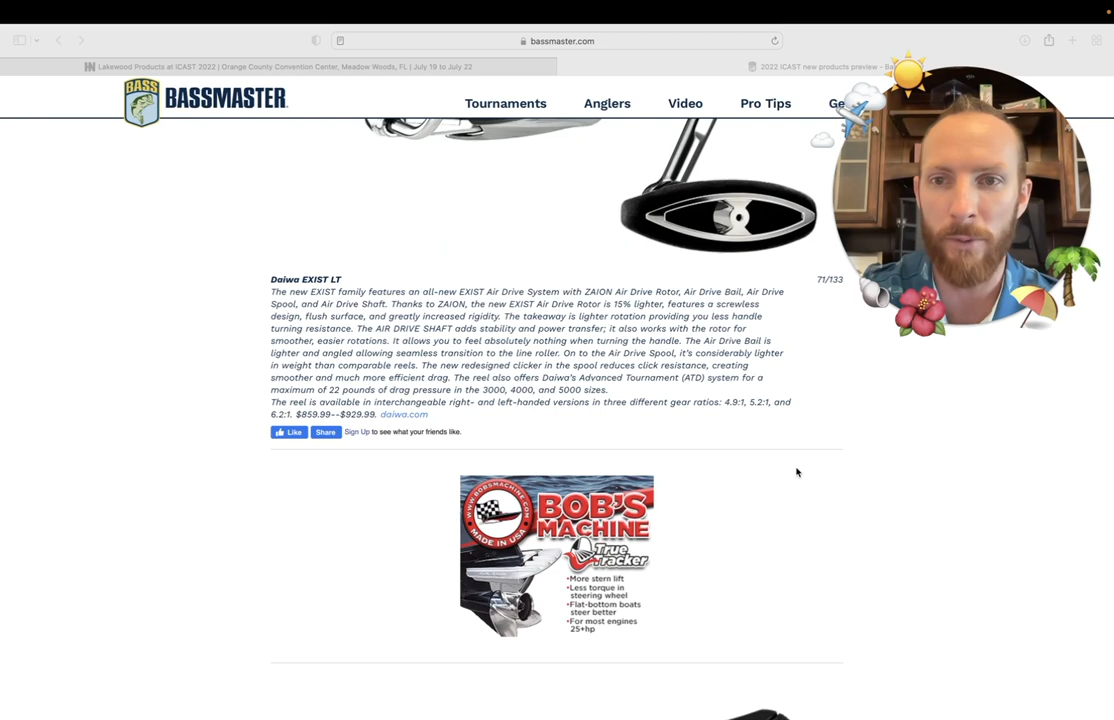 bassmaster.com
Lakewood Products at ICAST 2022 | Orange County Convention Center, Meadow Woods, FL | July 19 to July 22
2022 ICAST new products preview - Ba
BASS
BASSMASTER
Tournaments
Anglers
Video
Pro Tips
Ge
Daiwa EXIST LT
71/133
The new EXIST family features an all-new EXIST Air Drive System with ZAION Air Drive Rotor, Air Drive Bail, Air Drive
Spool, and Air Drive Shaft. Thanks to ZAION, the new EXIST Air Drive Rotor is 15% lighter, features a screwless
design, flush surface, and greatly increased rigidity. The takeaway is lighter rotation providing you less handle
turning resistance. The AIR DRIVE SHAFT adds stability and power transfer; it also works with the rotor for
smoother, easier rotations. It allows you to feel absolutely nothing when turning the handle. The Air Drive Bail is
lighter and angled allowing seamless transition to the line roller. On to the Air Drive Spool, it's considerably lighter
in weight than comparable reels. The new redesigned clicker in the spool reduces click resistance, creating
smoother and much more efficient drag. The reel also offers Daiwa's Advanced Tournament (ATD) system for a
maximum of 22 pounds of drag pressure in the 3000, 4000, and 5000 sizes.
The reel is available in interchangeable right- and left-handed versions in three different gear ratios: 4.9:1, 5.2:1, and
6.2:1. $859.99--$929.99. daiwa.com
Like
Share
Sign Up to see what your friends like.
WWW.BOBSMACHINE.COM
MADE IN USA
BOB'S
MACHINE
True
Tracker
•More stern lift
•Less torque in
steering wheel
•Flat-bottom boats
steer better
•For most engines
25+hp